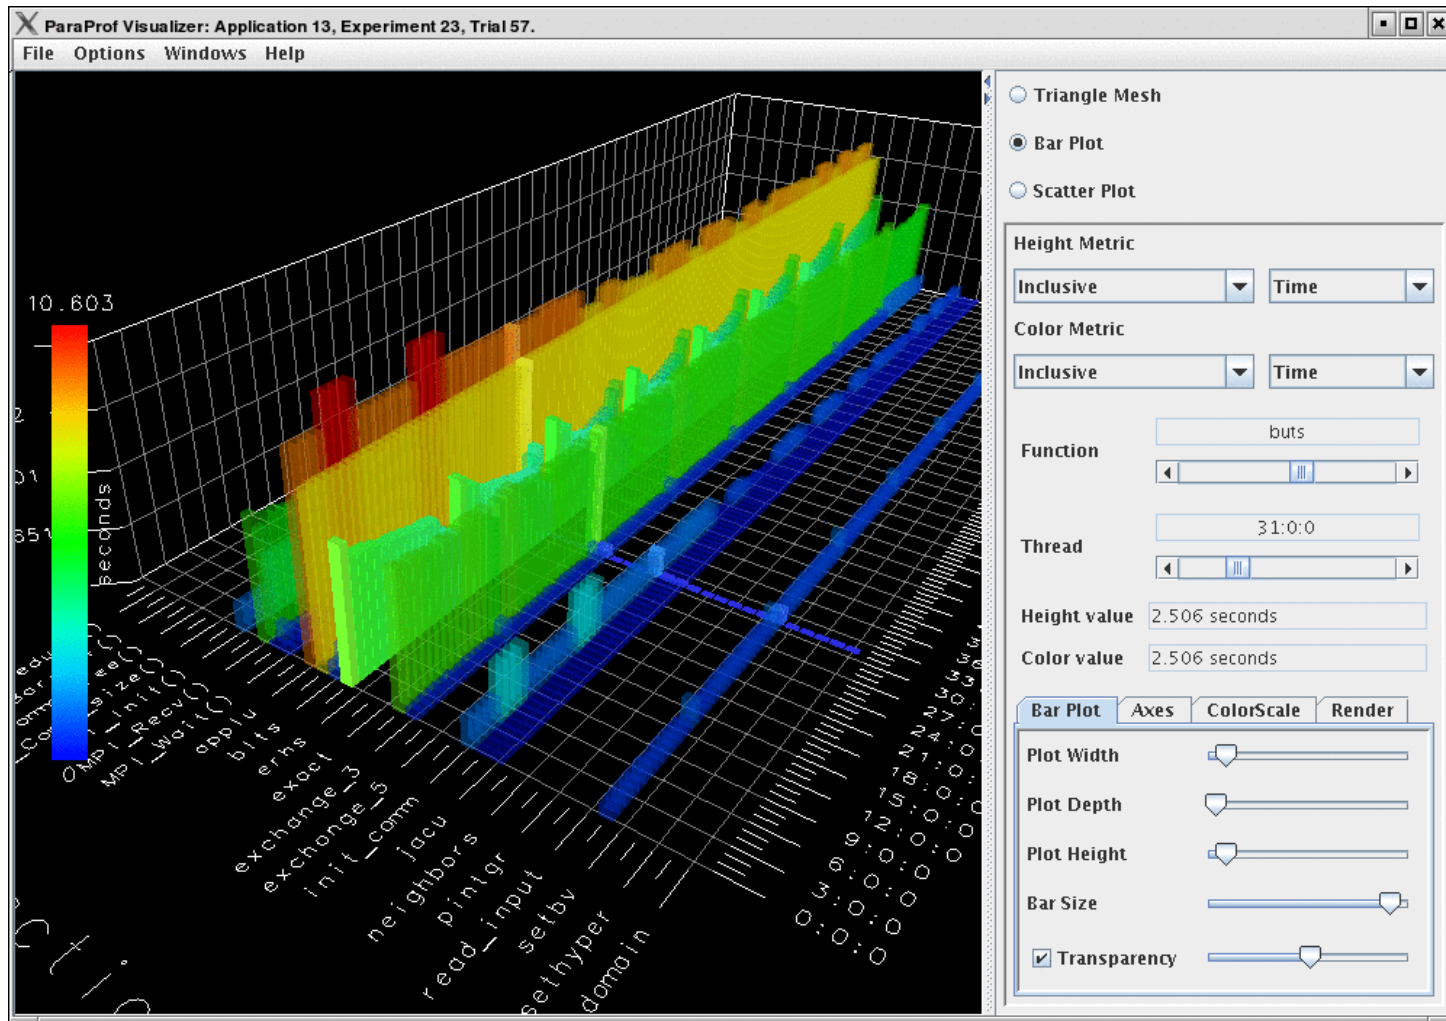 ParaProf Visualizer: Application 13, Experiment 23, Trial 57.
File Options Windows Help
Triangle Mesh
Bar Plot
Scatter Plot
Height Metric
Inclusive Time
Color Metric
Inclusive Time
Function
buts
Thread
31:0:0
Height value 2.506 seconds
Color value 2.506 seconds
Bar Plot Axes ColorScale Render
Plot Width
Plot Depth
Plot Height
Bar Size
Transparency
10.603
seconds
0
MPI_Recv()
MPI_Wait()
applu
bits
erhs
exact
exchange_3
exchange_5
init_comm
jacu
neighbors
pintgr
read_input
setbv
sethyper
domain
27:0:0
24:0:0
21:0:0
18:0:0
15:0:0
12:0:0
9:0:0
6:0:0
3:0:0
0:0:0